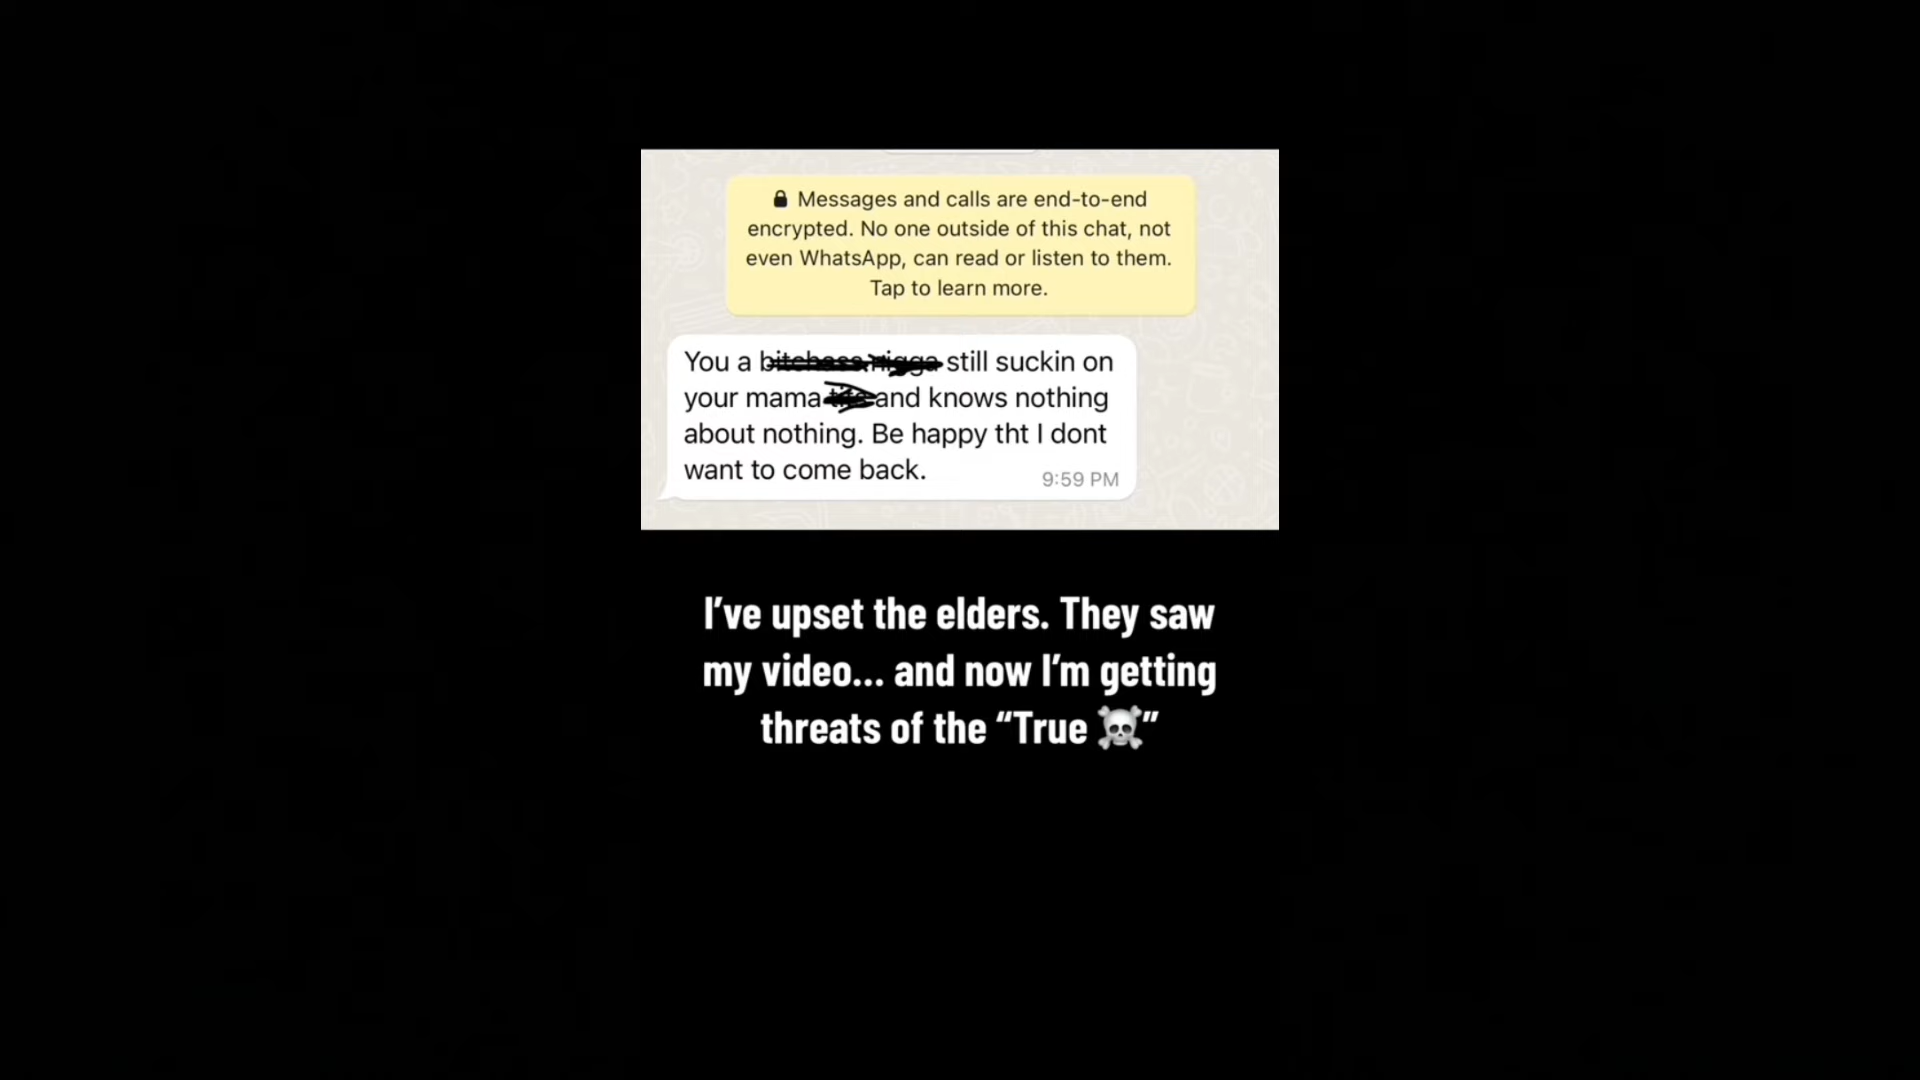 🔒 Messages and calls are end-to-end
encrypted. No one outside of this chat, not
even WhatsApp, can read or listen to them.
Tap to learn more.
You a bitchass nigga still suckin on
your mama tits and knows nothing
about nothing. Be happy tht I dont
want to come back.
9:59 PM
I’ve upset the elders. They saw
my video... and now I’m getting
threats of the “True ☠️”